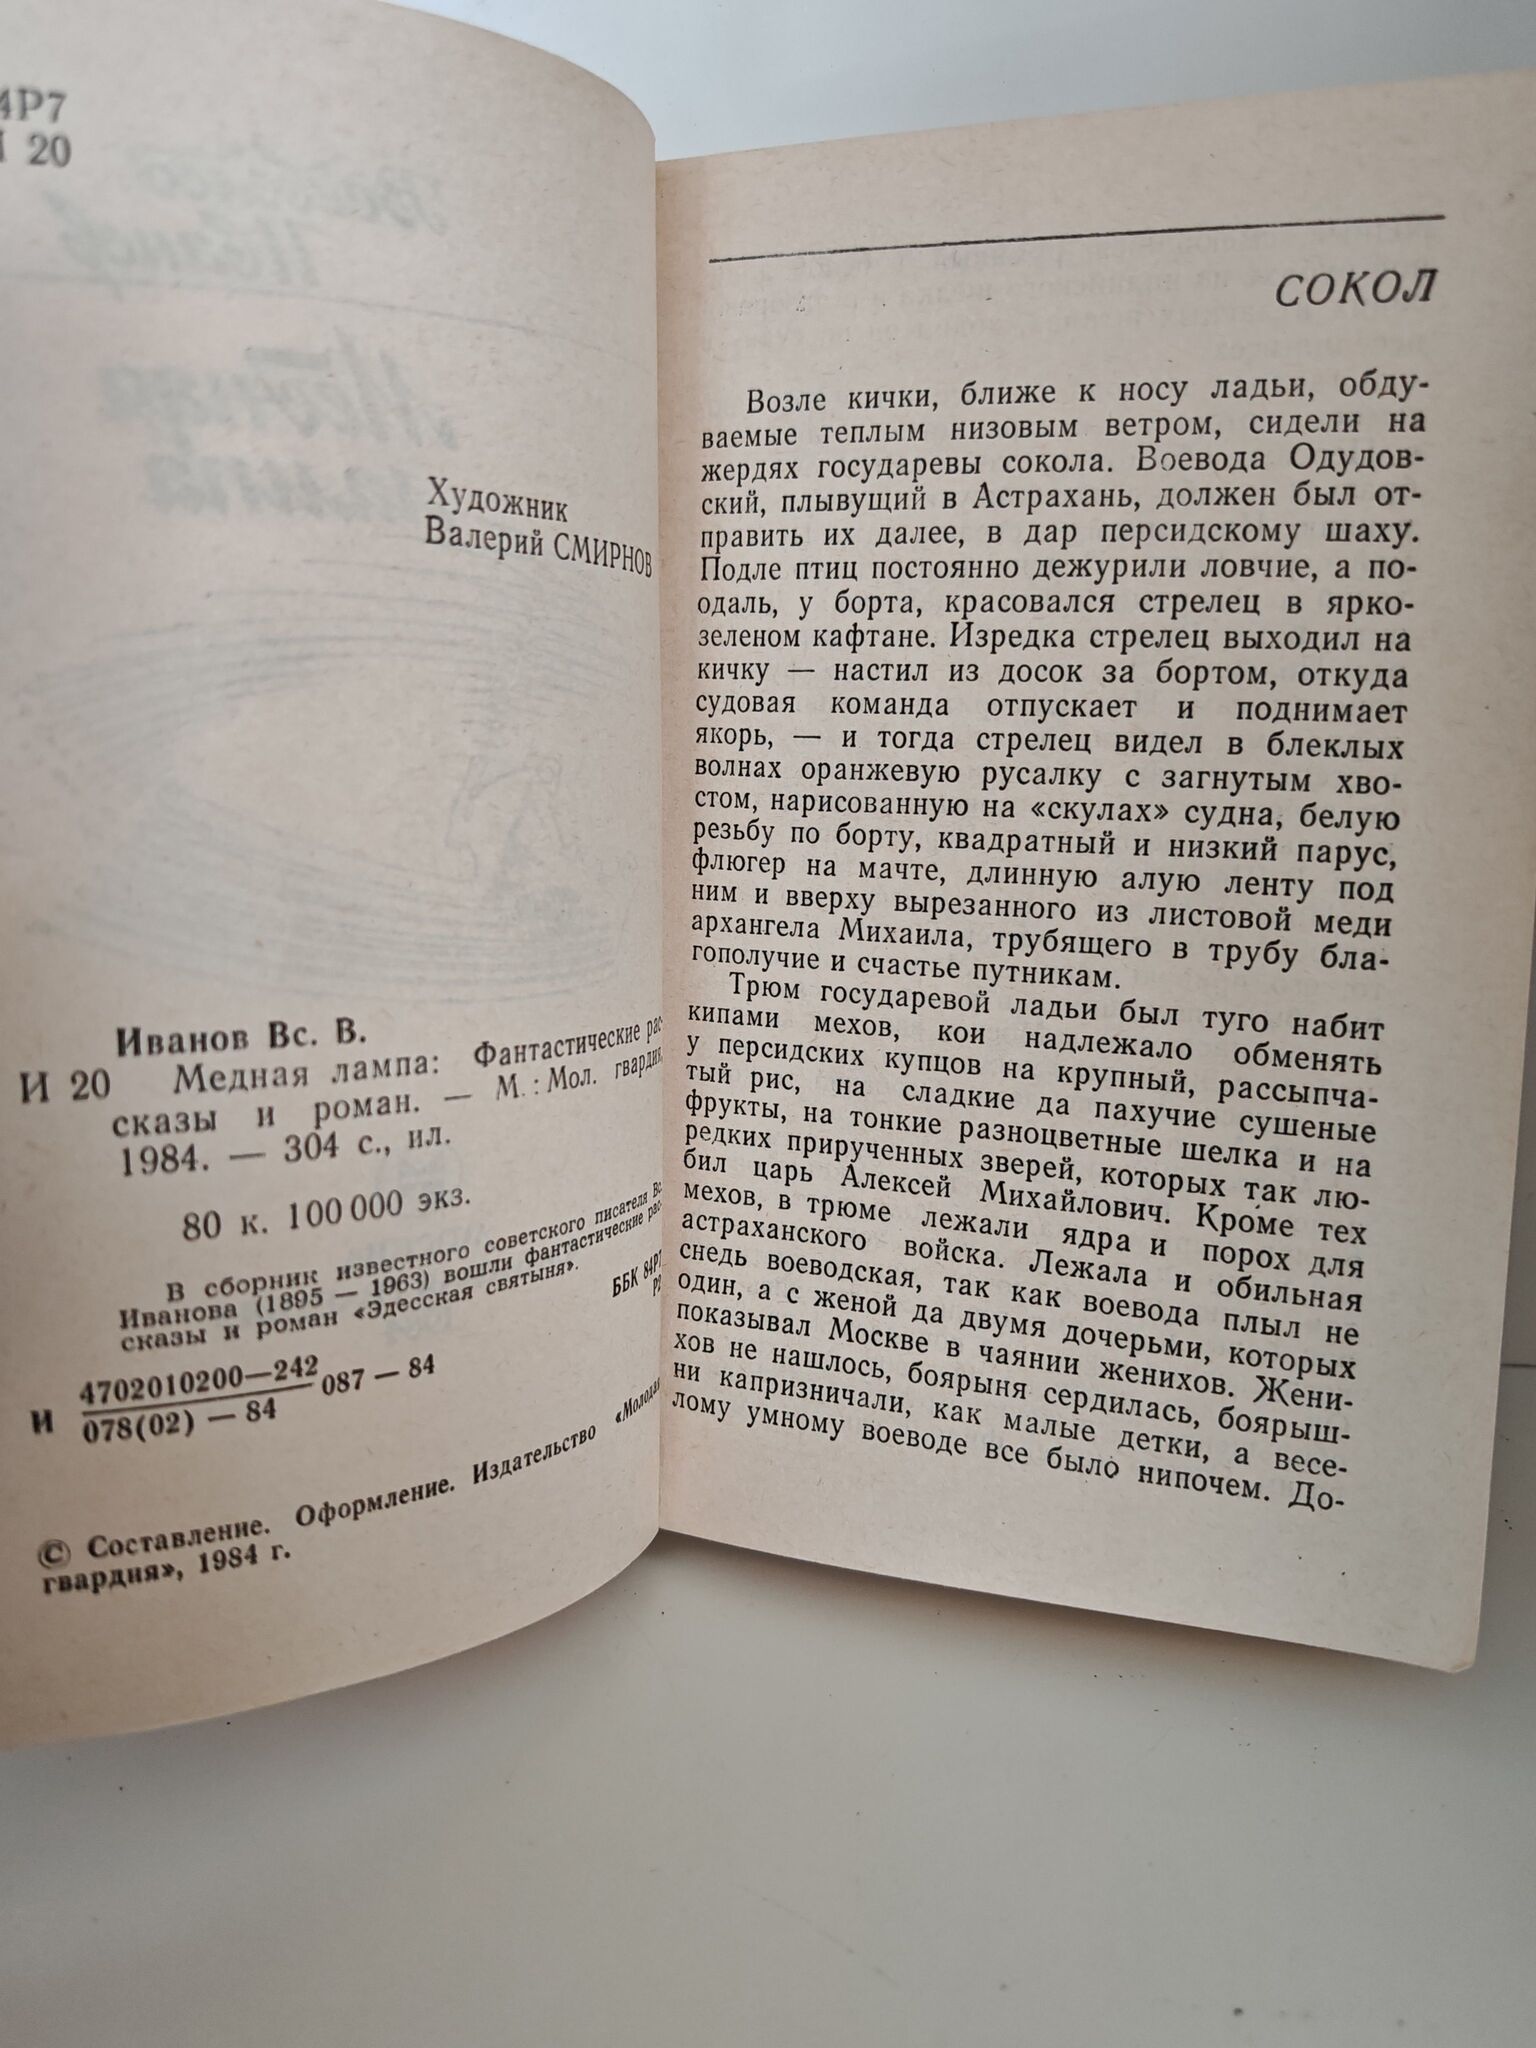 4Р7
20
Художник
Валерий СМИРНОВ
Иванов Вс. В.
И 20 Медная лампа: Фантастические рас-
сказы и роман. — М.: Мол. гвардия,
1984. — 304 с., ил.
80 к. 100 000 экз.
В сборник известного советского писателя Вс.
Иванова (1895 — 1963) вошли фантастические рас-
сказы и роман «Эдесская святыня».
ББК 84Р7
Р2
И 4702010200—242 087 — 84
078(02) — 84
© Составление. Оформление. Издательство «Молодая
гвардия», 1984 г.
СОКОЛ
Возле кички, ближе к носу ладьи, обду-
ваемые теплым низовым ветром, сидели на
жердях государевы сокола. Воевода Одудов-
ский, плывущий в Астрахань, должен был от-
править их далее, в дар персидскому шаху.
Подле птиц постоянно дежурили ловчие, а по-
одаль, у борта, красовался стрелец в ярко-
зеленом кафтане. Изредка стрелец выходил на
кичку — настил из досок за бортом, откуда
судовая команда отпускает и поднимает
якорь, — и тогда стрелец видел в блеклых
волнах оранжевую русалку с загнутым хво-
стом, нарисованную на «скулах» судна, белую
резьбу по борту, квадратный и низкий парус,
флюгер на мачте, длинную алую ленту под
ним и вверху вырезанного из листовой меди
архангела Михаила, трубящего в трубу бла-
гополучие и счастье путникам.
Трюм государевой ладьи был туго набит
кипами мехов, кои надлежало обменять
у персидских купцов на крупный, рассыпча-
тый рис, на сладкие да пахучие сушеные
фрукты, на тонкие разноцветные шелка и на
редких прирученных зверей, которых так лю-
бил царь Алексей Михайлович. Кроме тех
мехов, в трюме лежали ядра и порох для
астраханского войска. Лежала и обильная
снедь воеводская, так как воевода плыл не
один, а с женой да двумя дочерьми, которых
показывал Москве в чаянии женихов. Жени-
хов не нашлось, боярыня сердилась, боярыш-
ни капризничали, как малые детки, а весе-
лому умному воеводе все было нипочем. До-